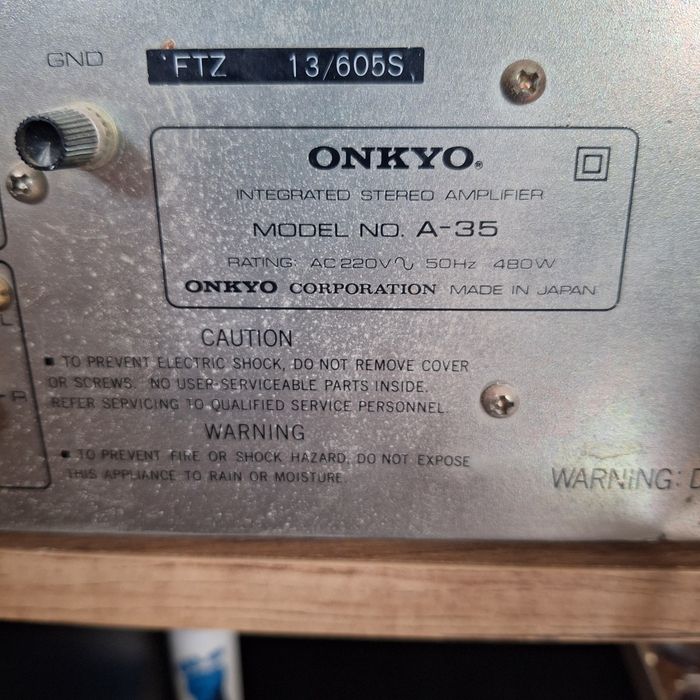 GND
FTZ 13/605S
ONKYO®
INTEGRATED STEREO AMPLIFIER
MODEL NO. A-35
RATING: AC 220V∿ 50Hz 480W
ONKYO CORPORATION MADE IN JAPAN
CAUTION
■ TO PREVENT ELECTRIC SHOCK, DO NOT REMOVE COVER
OR SCREWS. NO USER-SERVICEABLE PARTS INSIDE.
REFER SERVICING TO QUALIFIED SERVICE PERSONNEL.
WARNING
■ TO PREVENT FIRE OR SHOCK HAZARD, DO NOT EXPOSE
THIS APPLIANCE TO RAIN OR MOISTURE.
L
R
WARNING: D